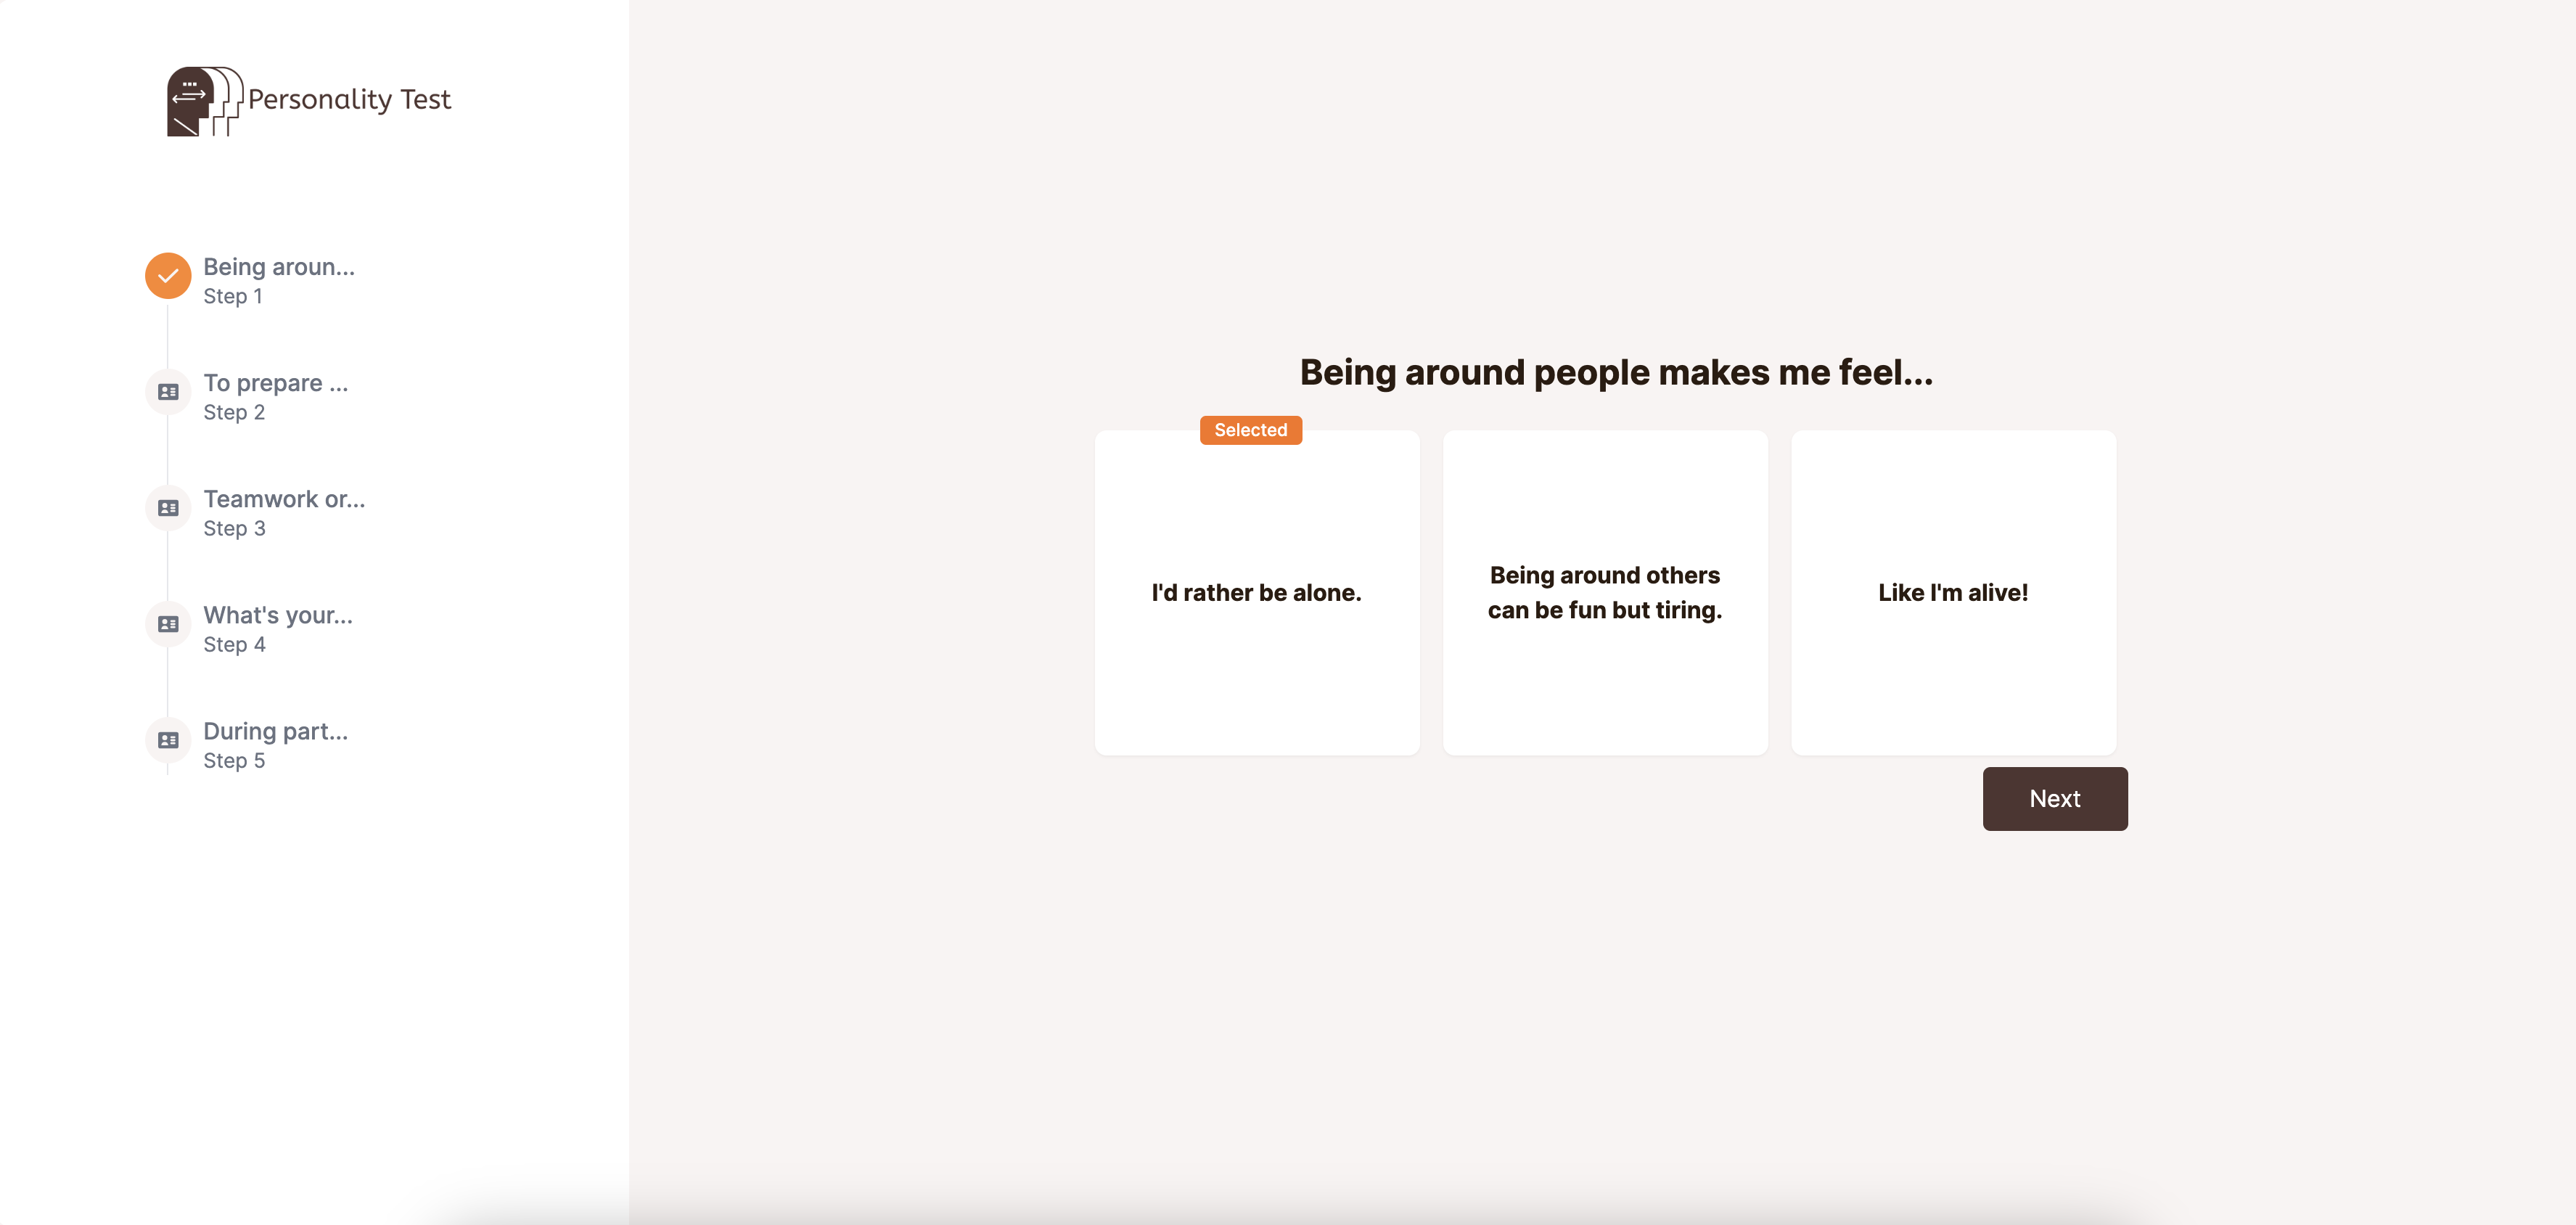 Personality Test
Being aroun...
Step 1
To prepare ...
Step 2
Teamwork or...
Step 3
What's your...
Step 4
During part...
Step 5
Being around people makes me feel...
Selected
I'd rather be alone.
Being around others
can be fun but tiring.
Like I'm alive!
Next